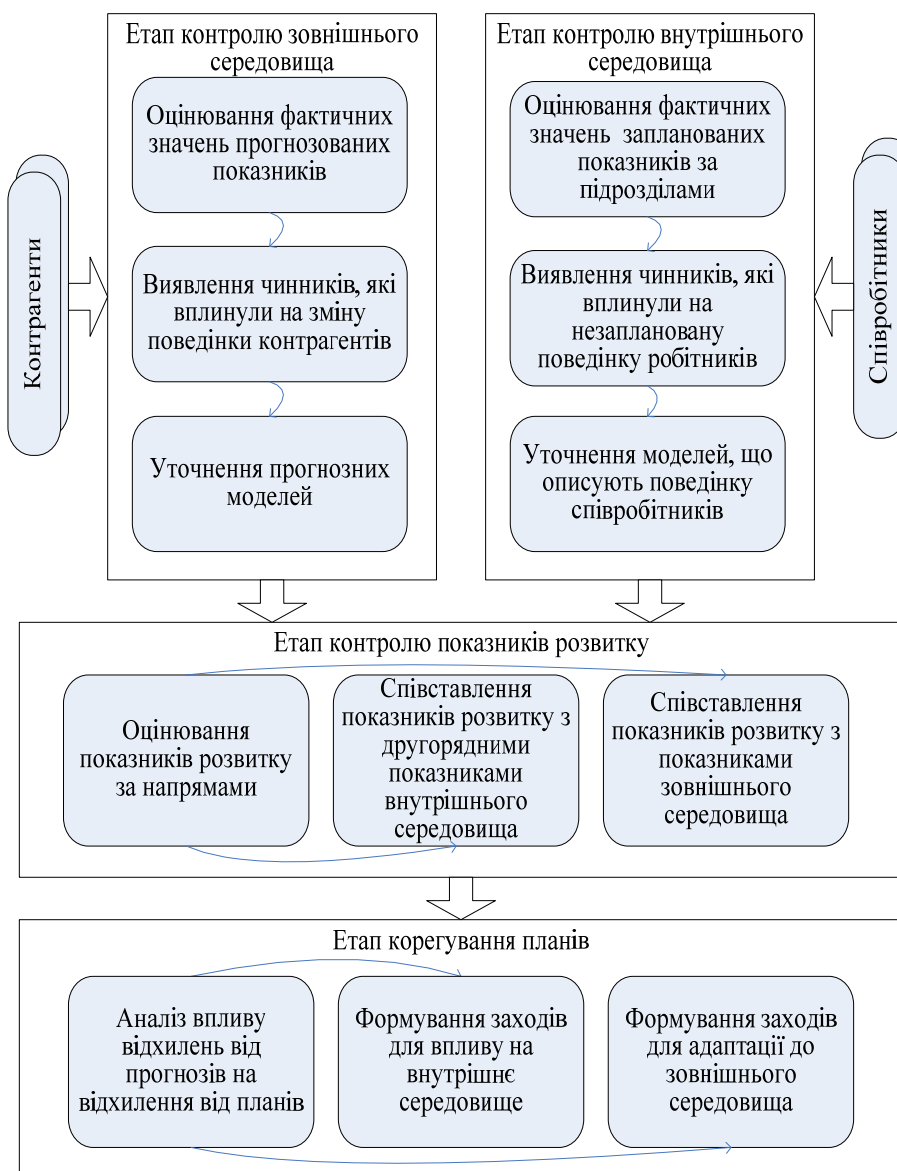 Етап контролю зовнішнього
середовища
Оцінювання фактичних
значень прогнозованих
показників
Виявлення чинників, які
вплинули на зміну
поведінки контрагентів
Уточнення прогнозних
моделей
Контрагенти
Етап контролю внутрішнього
середовища
Оцінювання фактичних
значень запланованих
показників за
підрозділами
Виявлення чинників, які
вплинули на
незаплановану
поведінку робітників
Уточнення моделей, що
описують поведінку
співробітників
Співробітники
Етап контролю показників розвитку
Оцінювання
показників розвитку
за напрямами
Співставлення
показників розвитку з
другорядними
показниками
внутрішнього
середовища
Співставлення
показників розвитку з
показниками
зовнішнього
середовища
Етап корегування планів
Аналіз впливу
відхилень від
прогнозів на
відхилення від планів
Формування заходів
для впливу на
внутрішнє
середовище
Формування заходів
для адаптації до
зовнішнього
середовища